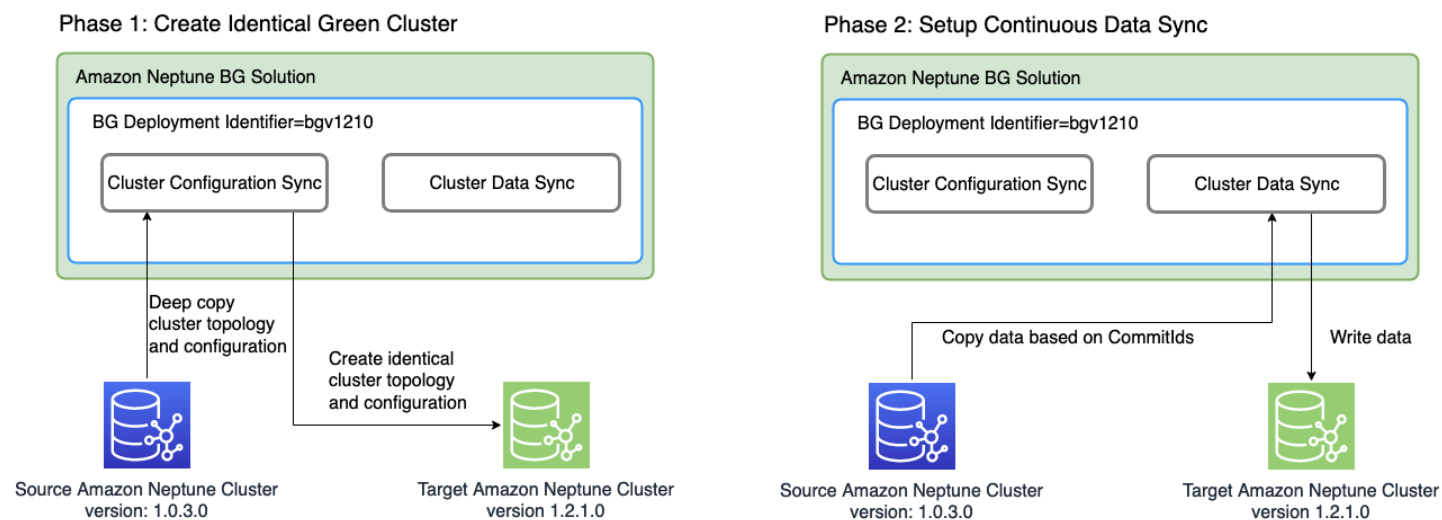 Phase 1: Create Identical Green Cluster
Amazon Neptune BG Solution
BG Deployment Identifier=bgv1210
Cluster Configuration Sync
Cluster Data Sync
Deep copy
cluster topology
and configuration
Create identical
cluster topology
and configuration
Source Amazon Neptune Cluster
version: 1.0.3.0
Target Amazon Neptune Cluster
version 1.2.1.0
Phase 2: Setup Continuous Data Sync
Amazon Neptune BG Solution
BG Deployment Identifier=bgv1210
Cluster Configuration Sync
Cluster Data Sync
Copy data based on CommitIds
Write data
Source Amazon Neptune Cluster
version: 1.0.3.0
Target Amazon Neptune Cluster
version 1.2.1.0